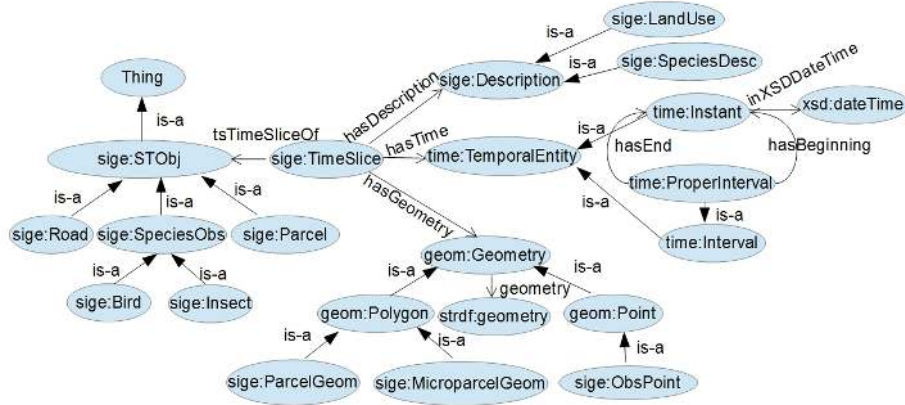 sige:LandUse
is-a
sige:SpeciesDesc
is-a
Thing
sige:Description
hasDescription
inXSDDateTime
time:Instant
xsd:dateTime
is-a
tsTimeSliceOf
hasTime
is-a
hasEnd
hasBeginning
sige:STObj
sige:TimeSlice
time:TemporalEntity
time:ProperInterval
hasGeometry
is-a
is-a
is-a
is-a
is-a
sige:Road
sige:SpeciesObs
sige:Parcel
time:Interval
geom:Geometry
is-a
is-a
is-a
is-a
geometry
sige:Bird
sige:Insect
geom:Polygon
strdf:geometry
geom:Point
is-a
is-a
is-a
sige:ParcelGeom
sige:MicroparcelGeom
sige:ObsPoint